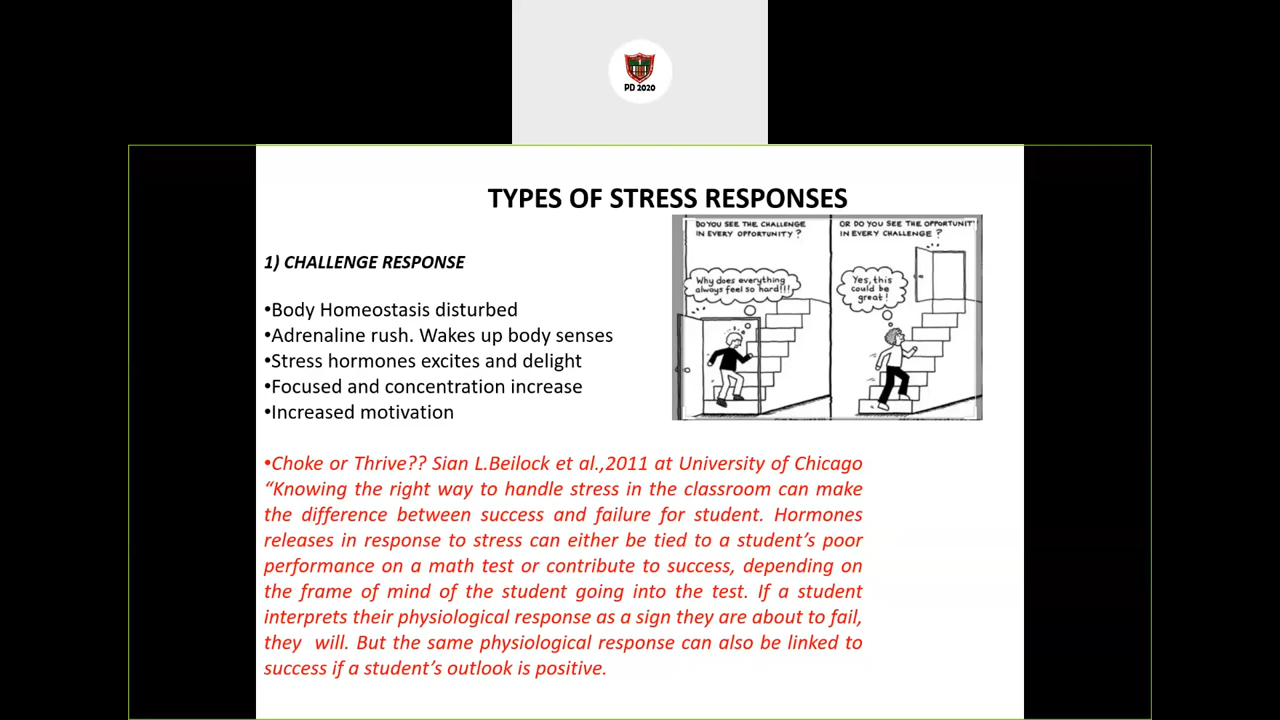 PD 2020
TYPES OF STRESS RESPONSES
DO YOU SEE THE CHALLENGE
IN EVERY OPPORTUNITY?
OR DO YOU SEE THE OPPORTUNIT
IN EVERY CHALLENGE?
Why does everything
always feel so hard!!!
Yes, this
could be
great!
1) CHALLENGE RESPONSE
•Body Homeostasis disturbed
•Adrenaline rush. Wakes up body senses
•Stress hormones excites and delight
•Focused and concentration increase
•Increased motivation
•Choke or Thrive?? Sian L.Beilock et al.,2011 at University of Chicago
“Knowing the right way to handle stress in the classroom can make
the difference between success and failure for student. Hormones
releases in response to stress can either be tied to a student’s poor
performance on a math test or contribute to success, depending on
the frame of mind of the student going into the test. If a student
interprets their physiological response as a sign they are about to fail,
they will. But the same physiological response can also be linked to
success if a student’s outlook is positive.